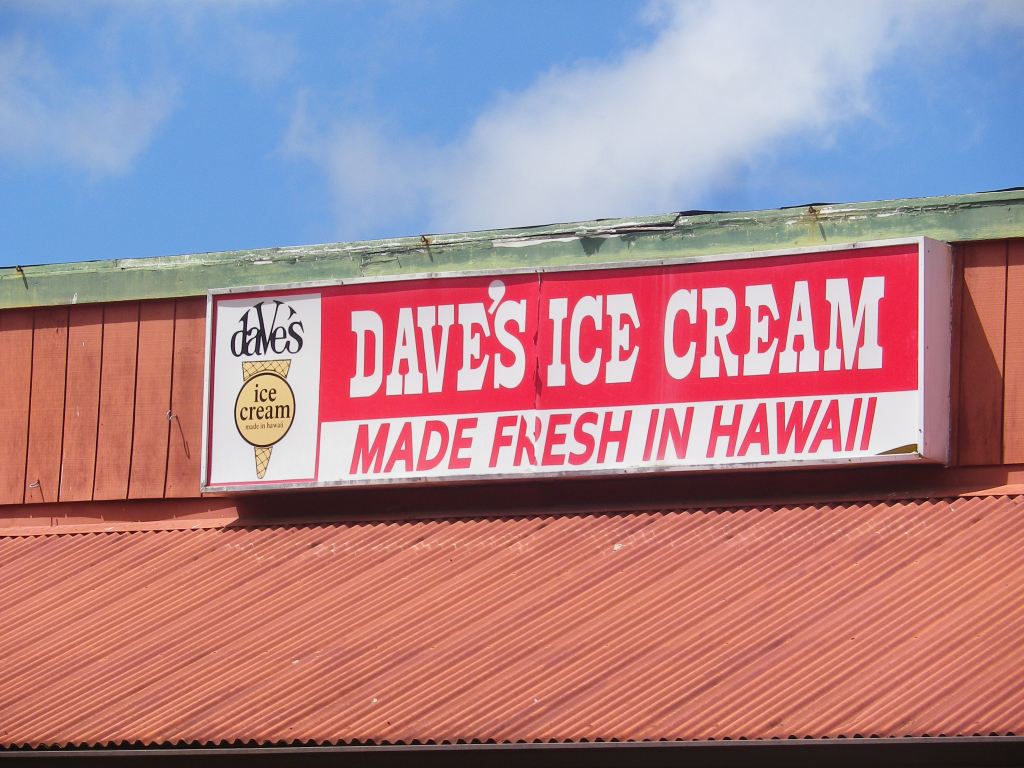 dave's
ice
cream
made in hawaii
DAVE'S ICE CREAM
MADE FRESH IN HAWAII